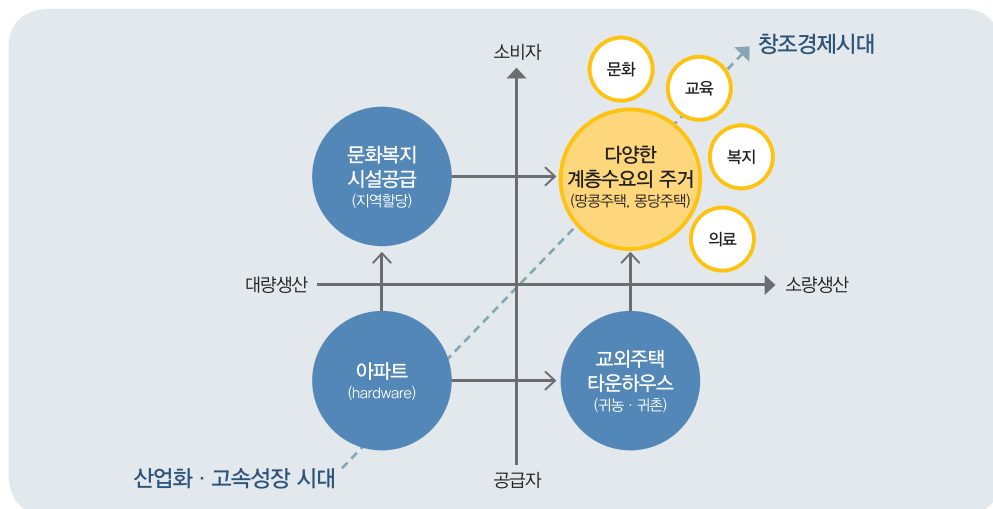 소비자
창조경제시대
문화
교육
문화복지
시설공급
(지역할당)
다양한
계층수요의 주거
(땅콩주택, 몽당주택)
복지
의료
대량생산
소량생산
아파트
(hardware)
교외주택
타운하우스
(귀농 · 귀촌)
산업화 · 고속성장 시대
공급자